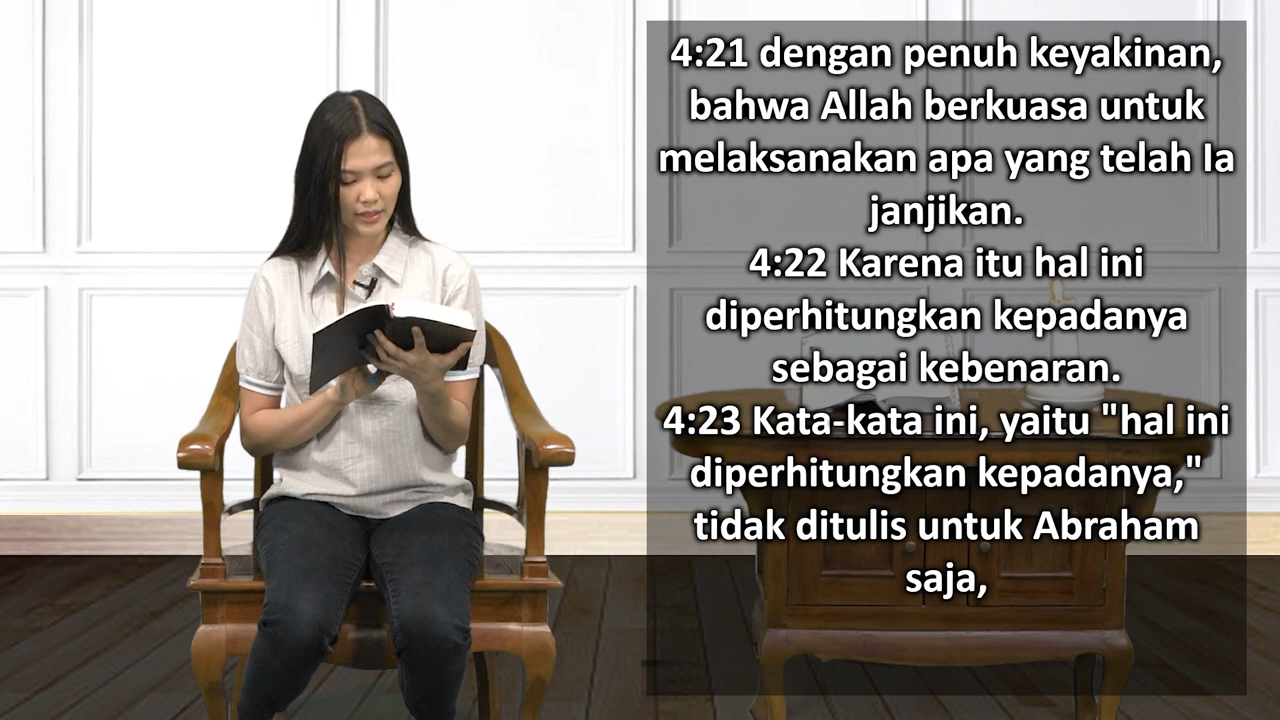 4:21 dengan penuh keyakinan,
bahwa Allah berkuasa untuk
melaksanakan apa yang telah Ia
janjikan.
4:22 Karena itu hal ini
diperhitungkan kepadanya
sebagai kebenaran.
4:23 Kata-kata ini, yaitu "hal ini
diperhitungkan kepadanya,"
tidak ditulis untuk Abraham
saja,